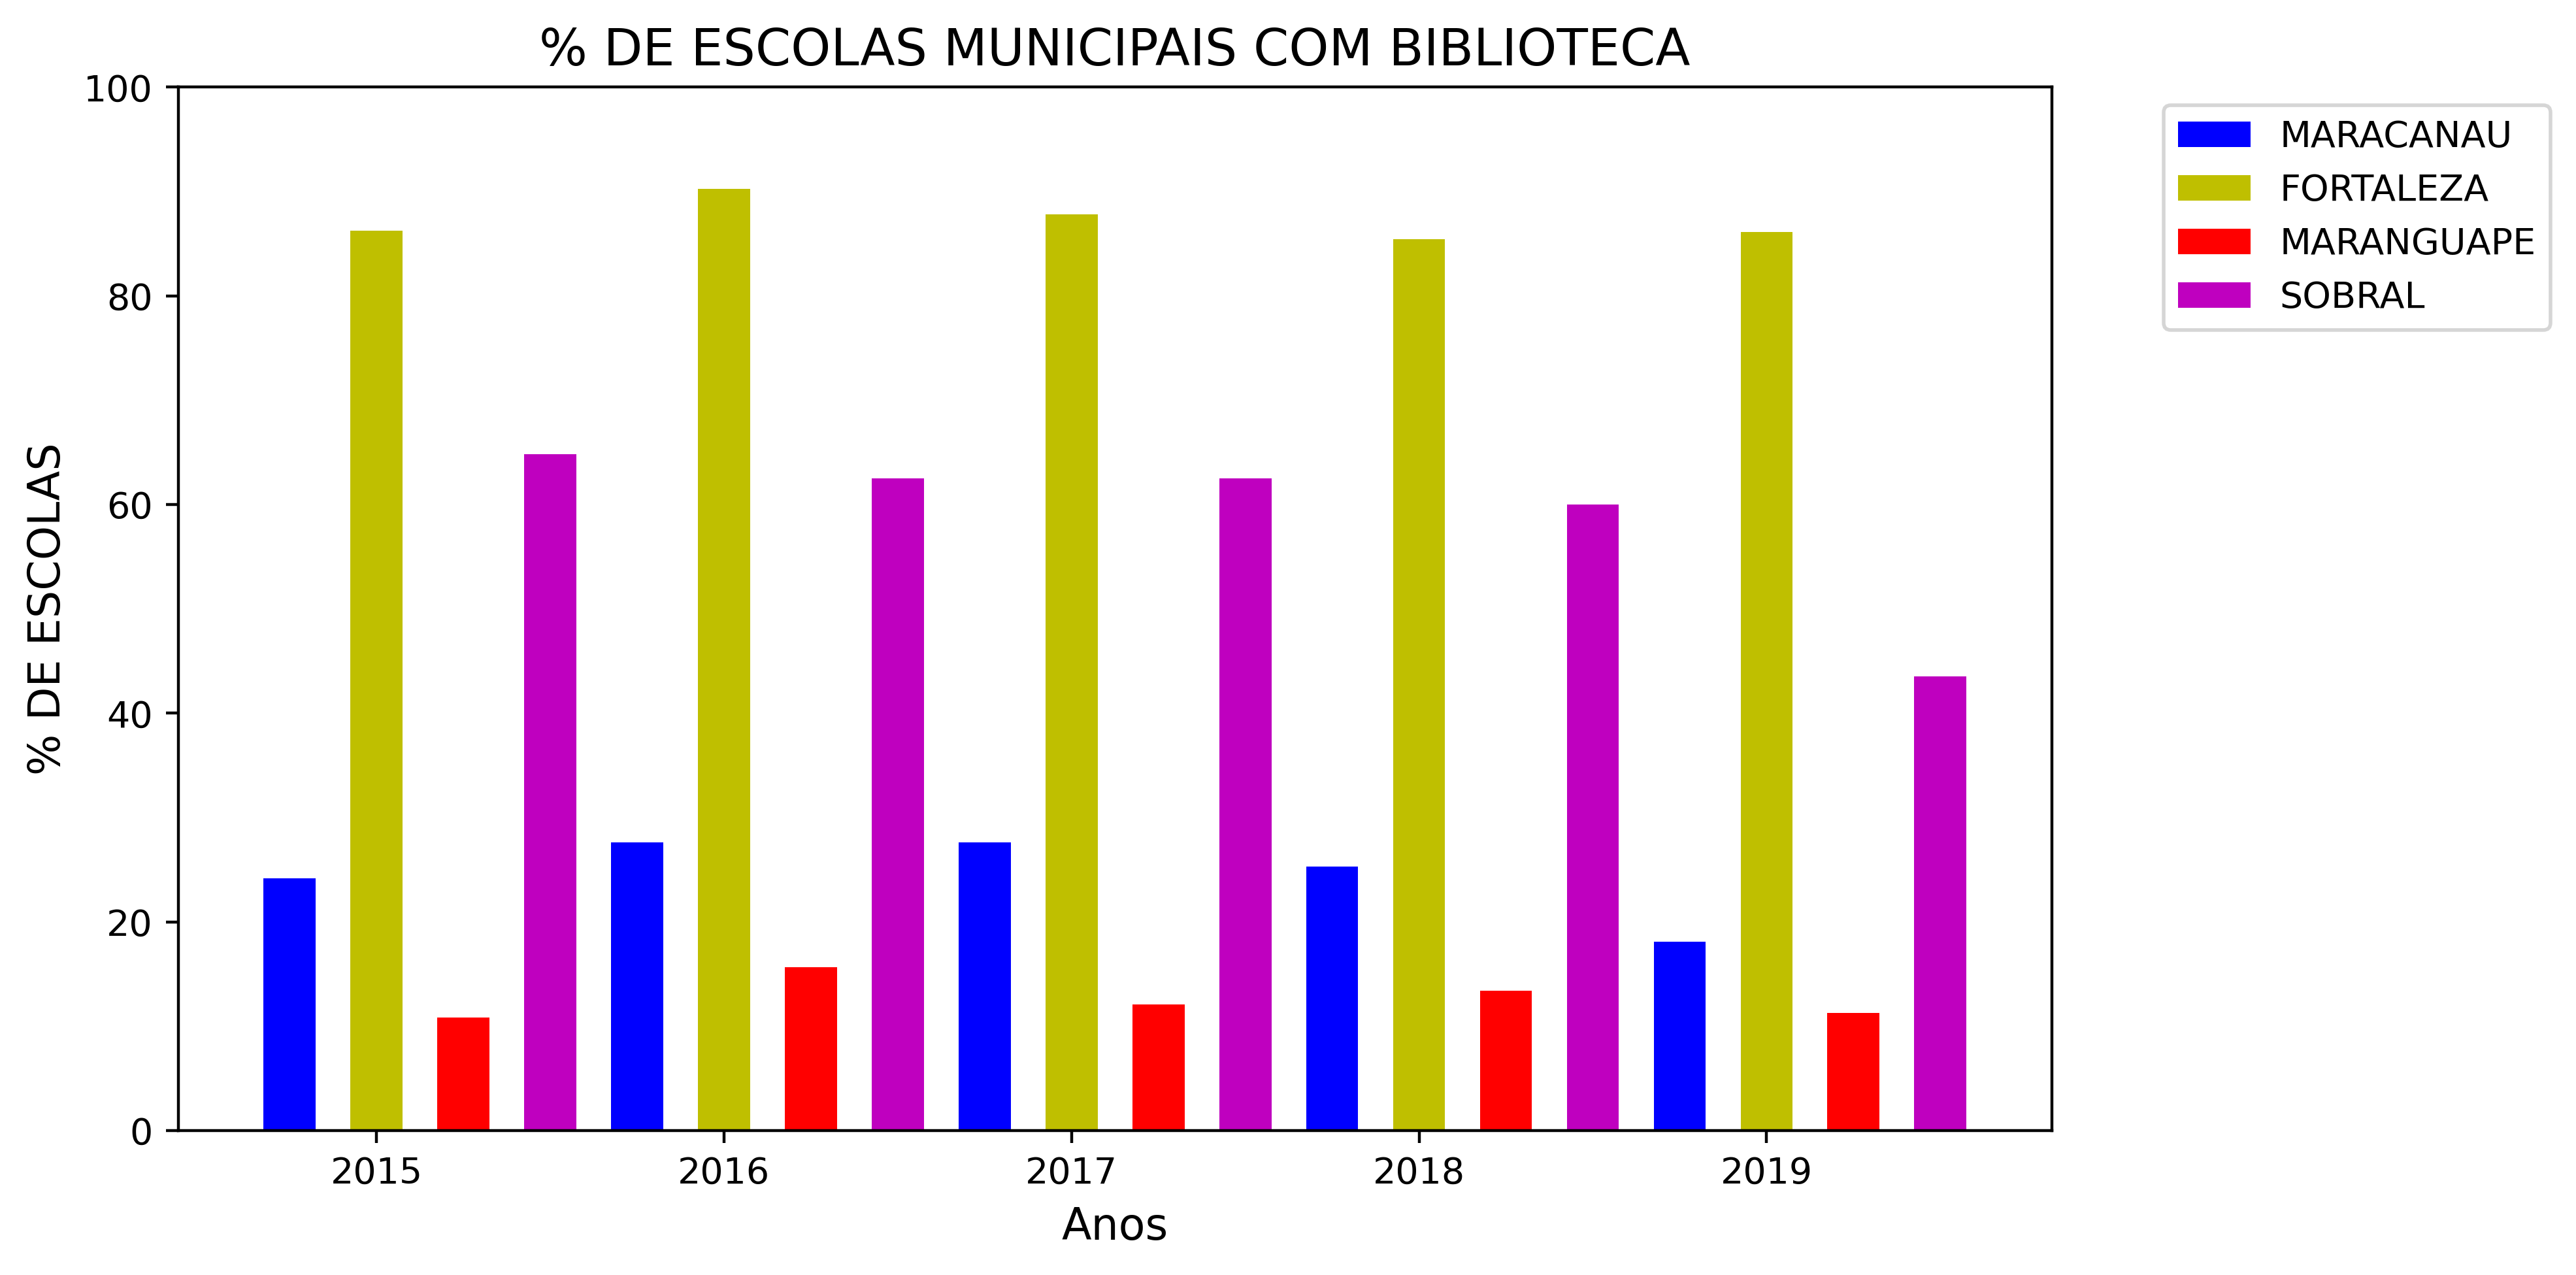 % DE ESCOLAS MUNICIPAIS COM BIBLIOTECA
100
80
60
40
20
0
% DE ESCOLAS
2015 2016 2017 2018 2019
Anos
MARACANAU
FORTALEZA
MARANGUAPE
SOBRAL